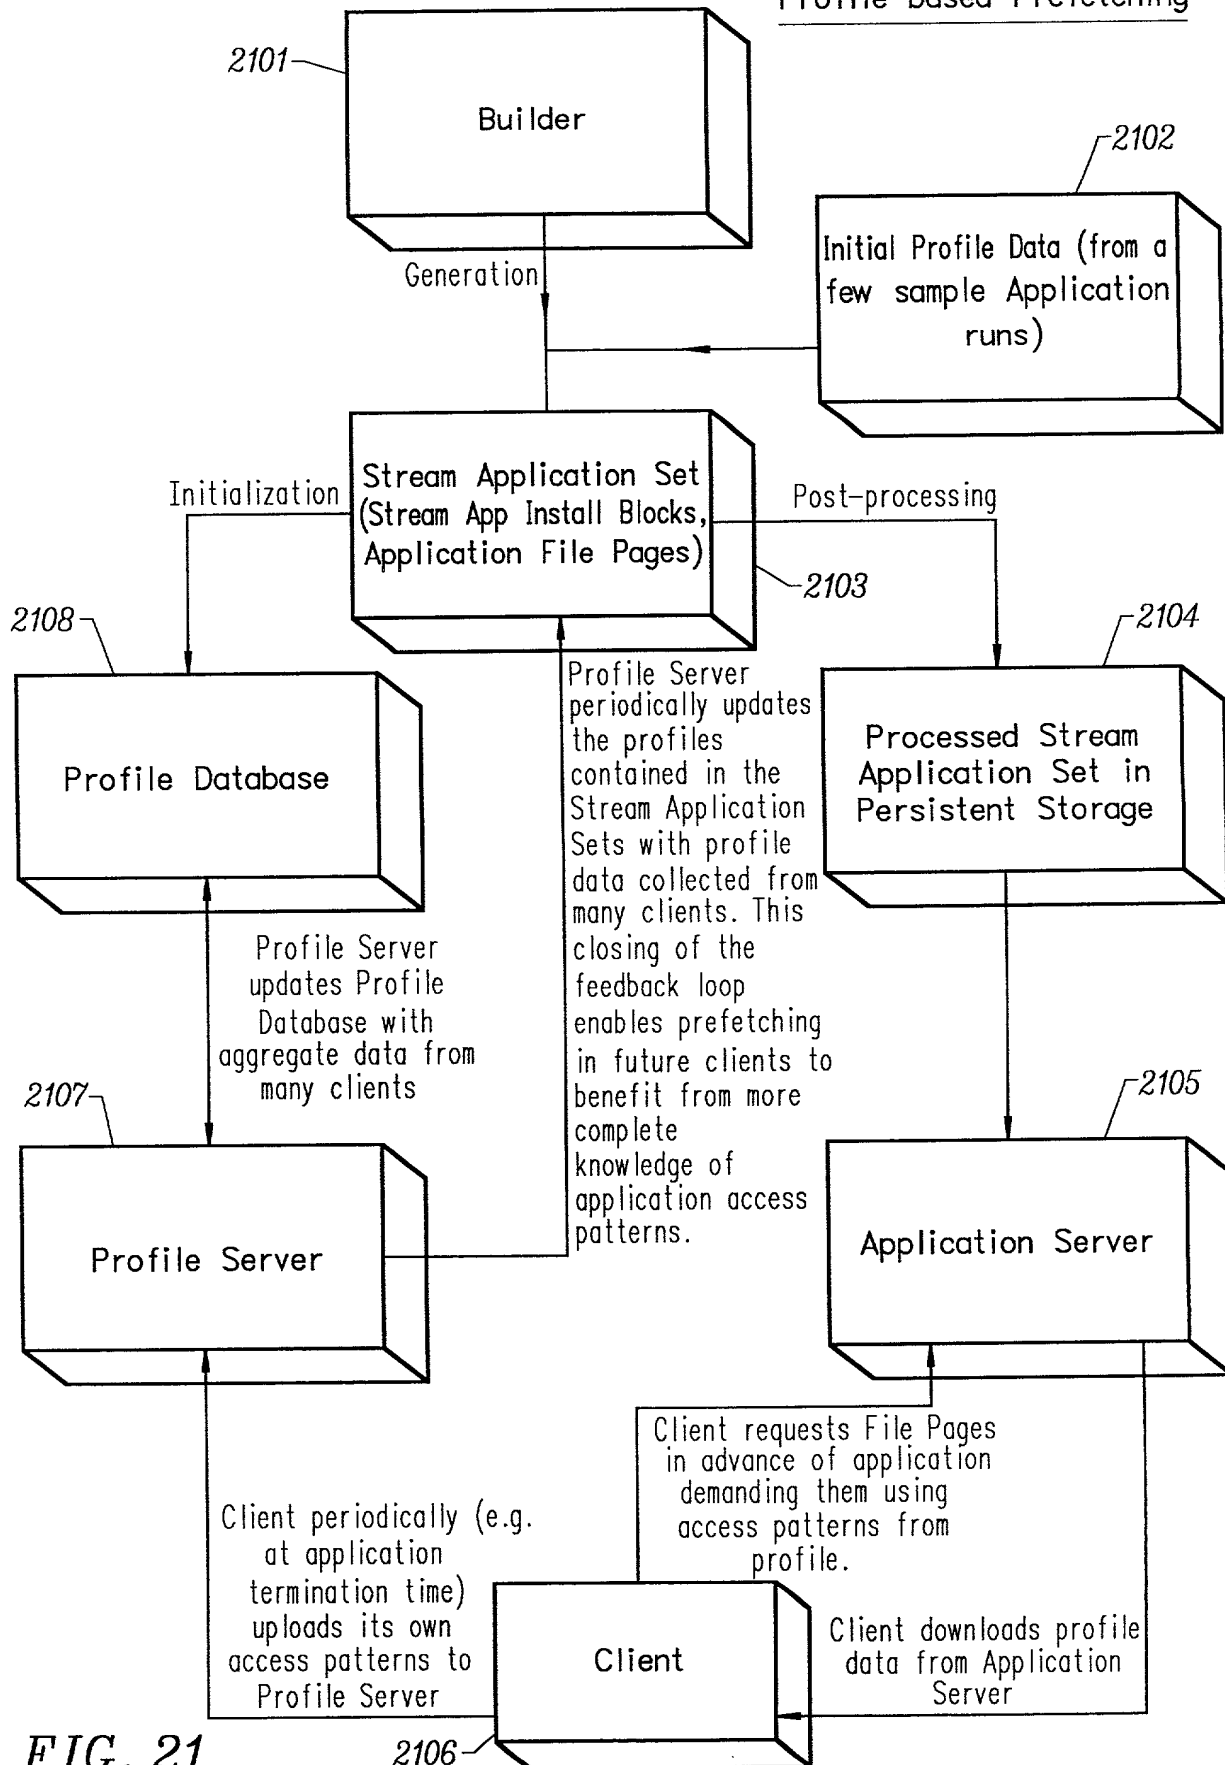 Profile based Prefetching
2101
Builder
2102
Initial Profile Data (from a
few sample Application
runs)
Generation
Stream Application Set
(Stream App Install Blocks,
Application File Pages)
Initialization
Post-processing
2103
2108
2104
Profile Database
Profile Server
periodically updates
the profiles
contained in the
Stream Application
Sets with profile
data collected from
many clients. This
closing of the
feedback loop
enables prefetching
in future clients to
benefit from more
complete
knowledge of
application access
patterns.
Processed Stream
Application Set in
Persistent Storage
Profile Server
updates Profile
Database with
aggregate data from
many clients
2107
2105
Profile Server
Application Server
Client requests File Pages
in advance of application
demanding them using
access patterns from
profile.
Client periodically (e.g.
at application
termination time)
uploads its own
access patterns to
Profile Server
Client
Client downloads profile
data from Application
Server
FIG. 21
2106